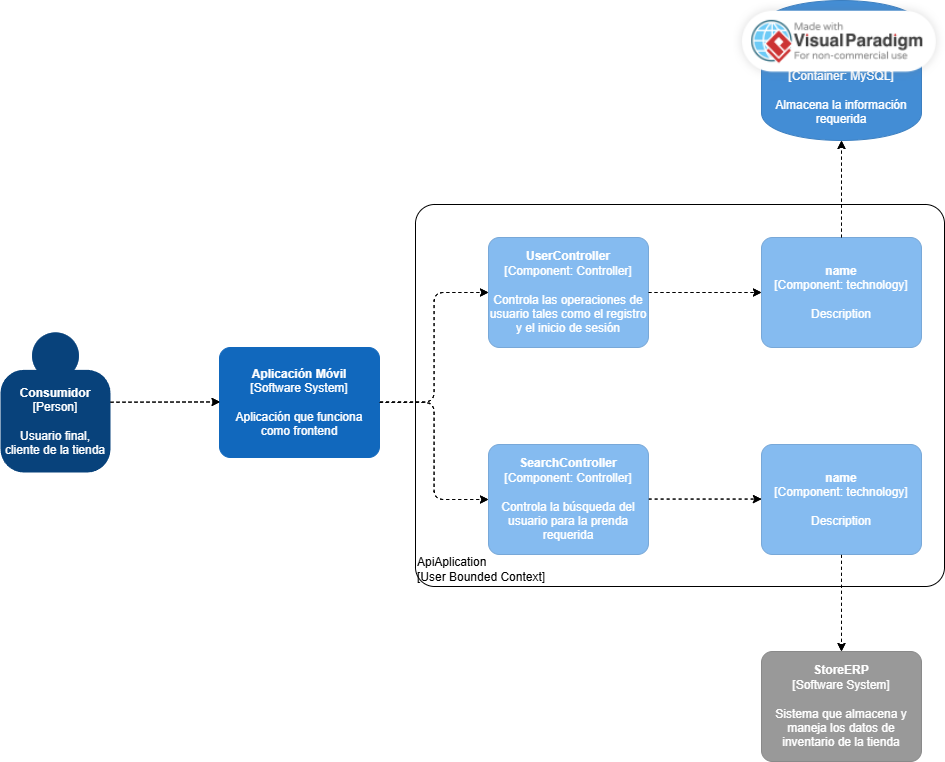 Made with
Visual Paradigm
For non-commercial use
[Container: MySQL]
Almacena la información
requerida
UserController
[Component: Controller]
Controla las operaciones de
usuario tales como el registro
y el inicio de sesión
name
[Component: technology]
Description
Consumidor
[Person]
Usuario final,
cliente de la tienda
Aplicación Móvil
[Software System]
Aplicación que funciona
como frontend
SearchController
[Component: Controller]
Controla la búsqueda del
usuario para la prenda
requerida
name
[Component: technology]
Description
ApiAplication
[User Bounded Context]
StoreERP
[Software System]
Sistema que almacena y
maneja los datos de
inventario de la tienda